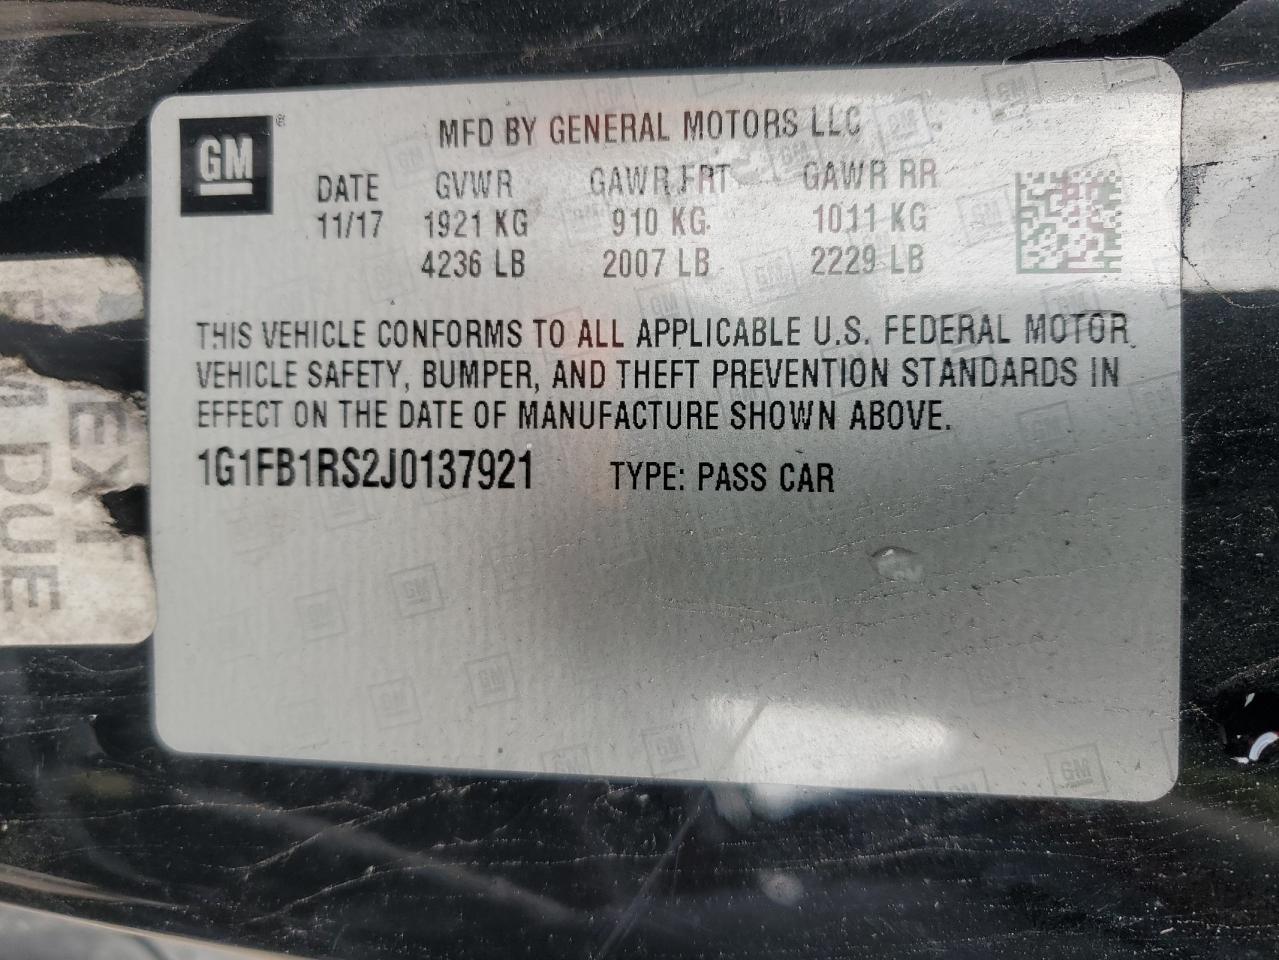 GM ®
MFD BY GENERAL MOTORS LLC
DATE GVWR GAWR FRT GAWR RR
11/17 1921 KG 910 KG 1011 KG
4236 LB 2007 LB 2229 LB
THIS VEHICLE CONFORMS TO ALL APPLICABLE U.S. FEDERAL MOTOR
VEHICLE SAFETY, BUMPER, AND THEFT PREVENTION STANDARDS IN
EFFECT ON THE DATE OF MANUFACTURE SHOWN ABOVE.
1G1FB1RS2J0137921 TYPE: PASS CAR
DUE